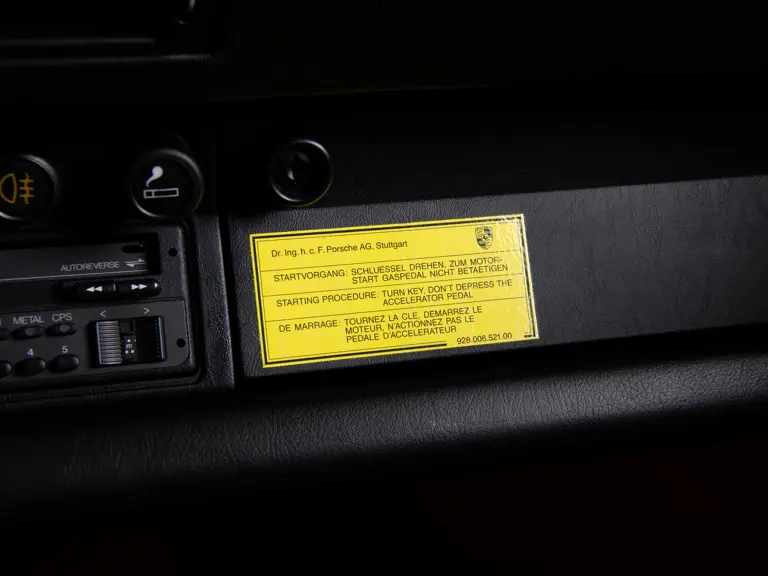 AUTOREVERSE
METAL CPS
< >
4 5
Dr. Ing. h. c. F. Porsche AG, Stuttgart
STARTVORGANG: SCHLUESSEL DREHEN, ZUM MOTOR-
START GASPEDAL NICHT BETAETIGEN
STARTING PROCEDURE: TURN KEY, DON'T DEPRESS THE
ACCELERATOR PEDAL
DE MARRAGE: TOURNEZ LA CLE, DEMARREZ LE
MOTEUR, N'ACTIONNEZ PAS LE
PEDALE D'ACCELERATEUR
928.006.521.00